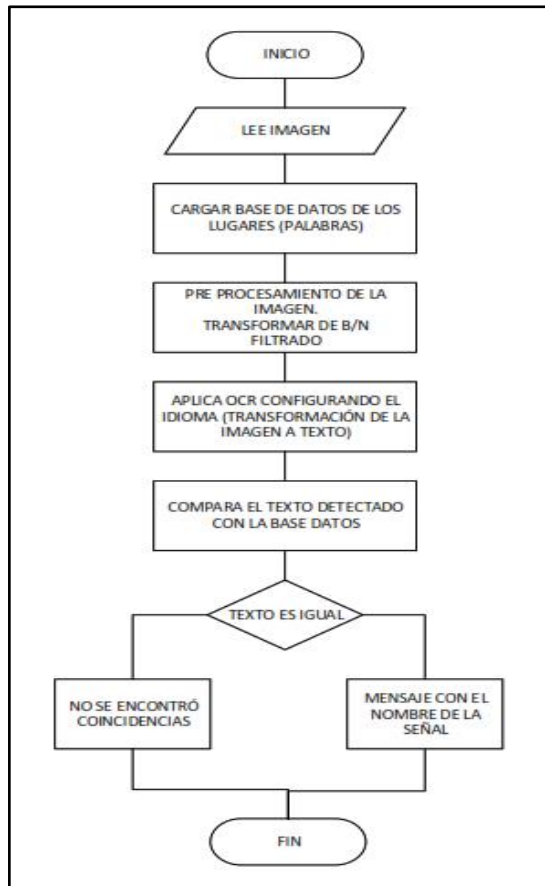 INICIO
LEE IMAGEN
CARGAR BASE DE DATOS DE LOS
LUGARES (PALABRAS)
PRE PROCESAMIENTO DE LA
IMAGEN.
TRANSFORMAR DE B/N
FILTRADO
APLICA OCR CONFIGURANDO EL
IDIOMA (TRANSFORMACIÓN DE LA
IMAGEN A TEXTO)
COMPARA EL TEXTO DETECTADO
CON LA BASE DATOS
TEXTO ES IGUAL
NO SE ENCONTRÓ
COINCIDENCIAS
MENSAJE CON EL
NOMBRE DE LA
SEÑAL
FIN